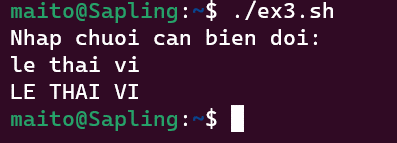 maito@Sapling:~$ ./ex3.sh
Nhap chuoi can bien doi:
le thai vi
LE THAI VI
maito@Sapling:~$